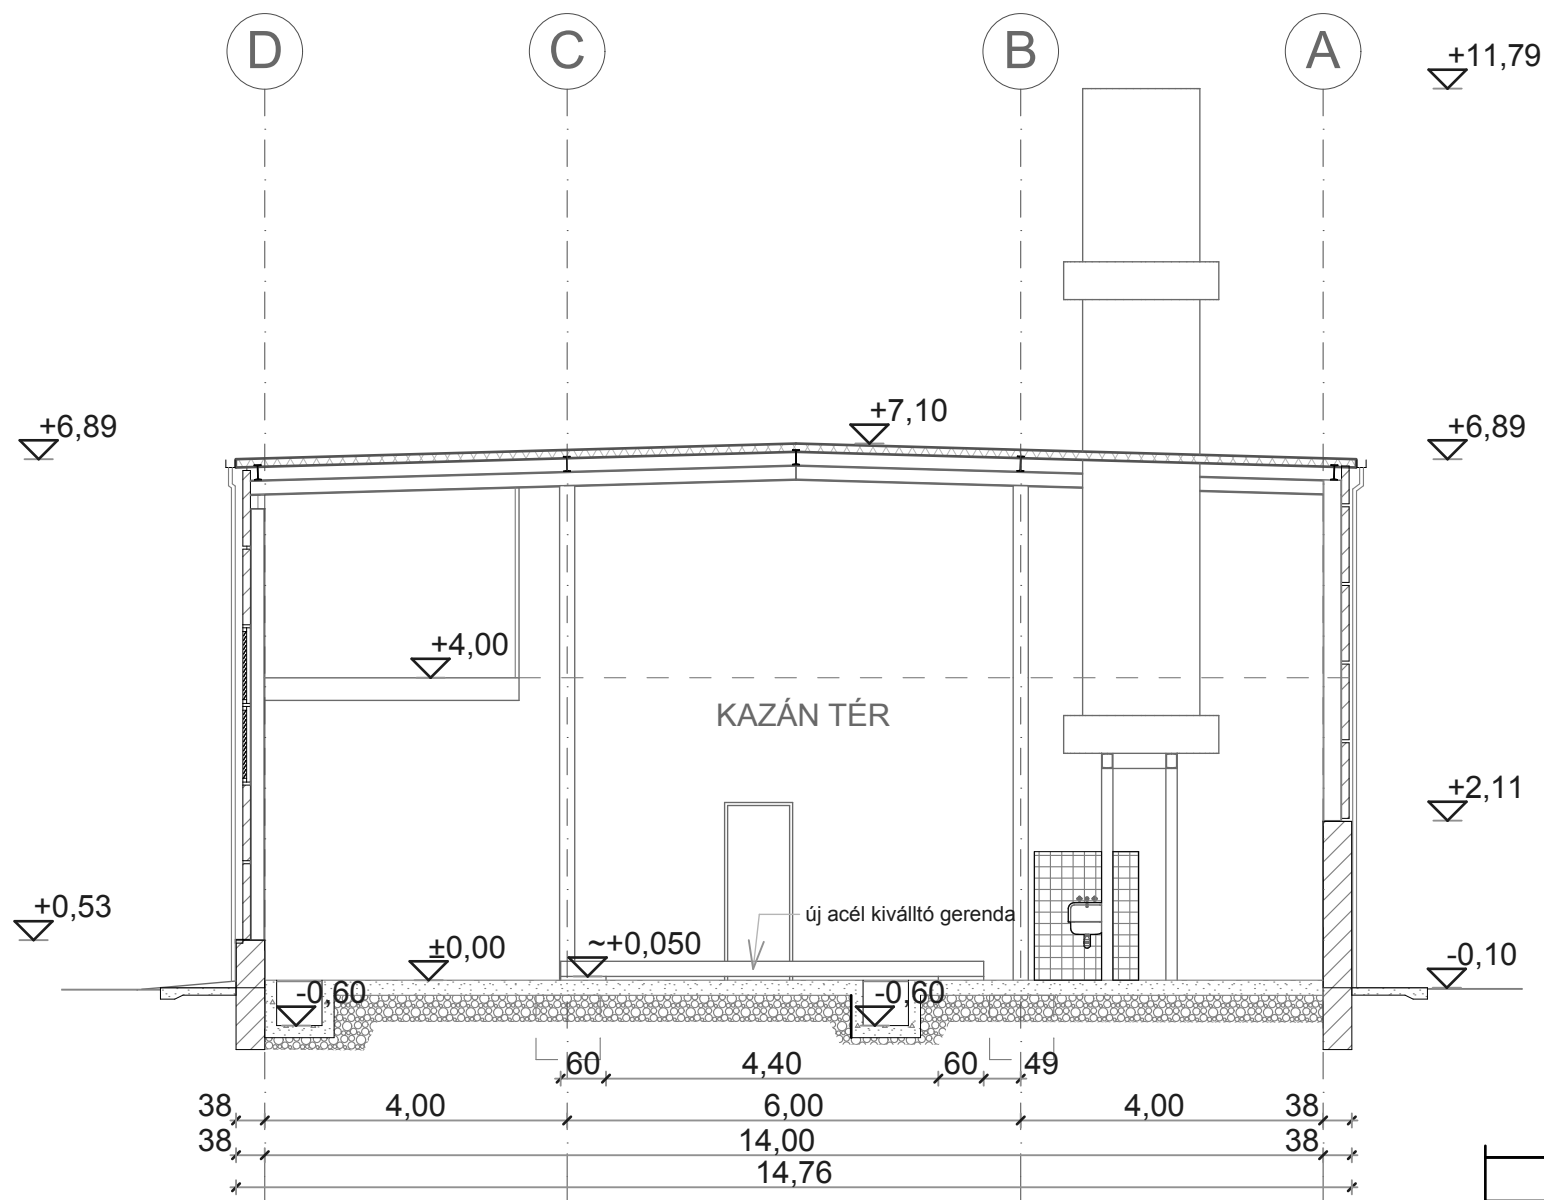 D C B A
+11,79
+6,89 +7,10 +6,89
+4,00
KAZÁN TÉR
+2,11
+0,53
új acél kiválltó gerenda
±0,00 ~+0,050 -0,10
-0,60 -0,60
60 4,40 60 49
38 4,00 6,00 4,00 38
38 14,00 38
14,76